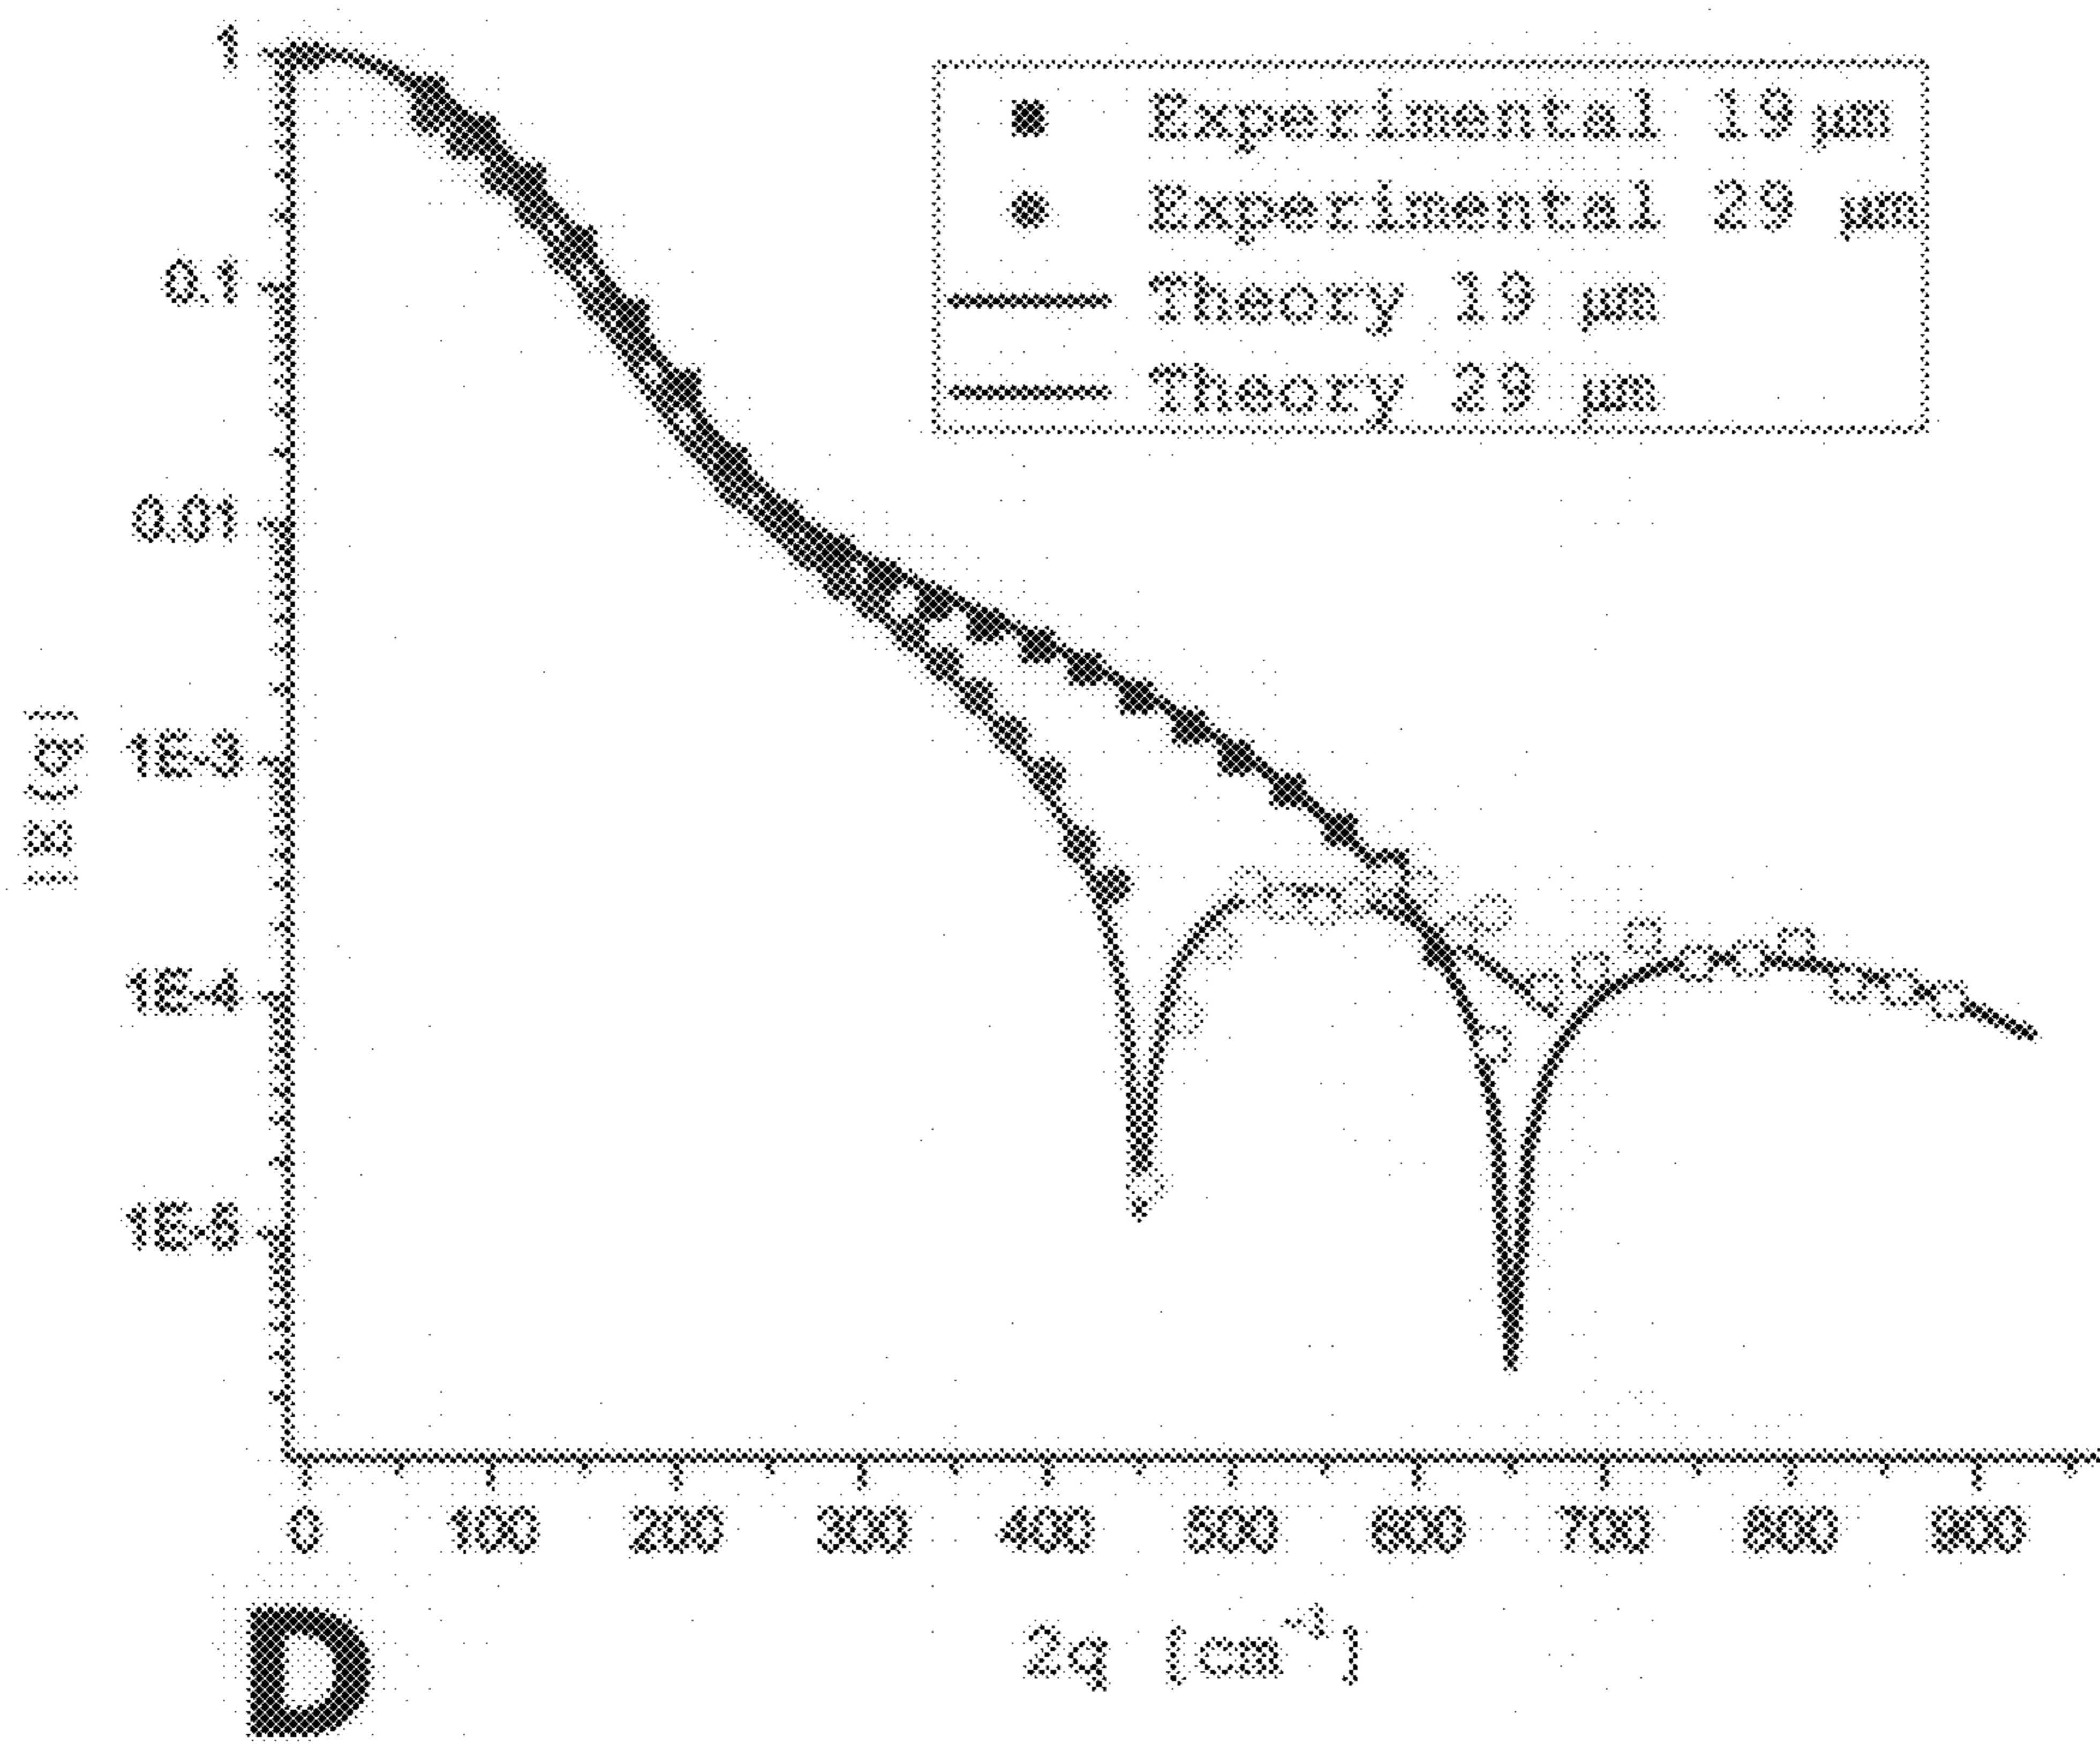 1
0.1
0.01
1E-3
1E-4
1E-5
|E(q)|
Experimental 19 μm
Experimental 29 μm
Theory 19 μm
Theory 29 μm
0 100 200 300 400 500 600 700 800 900
2q [cm⁻¹]
D